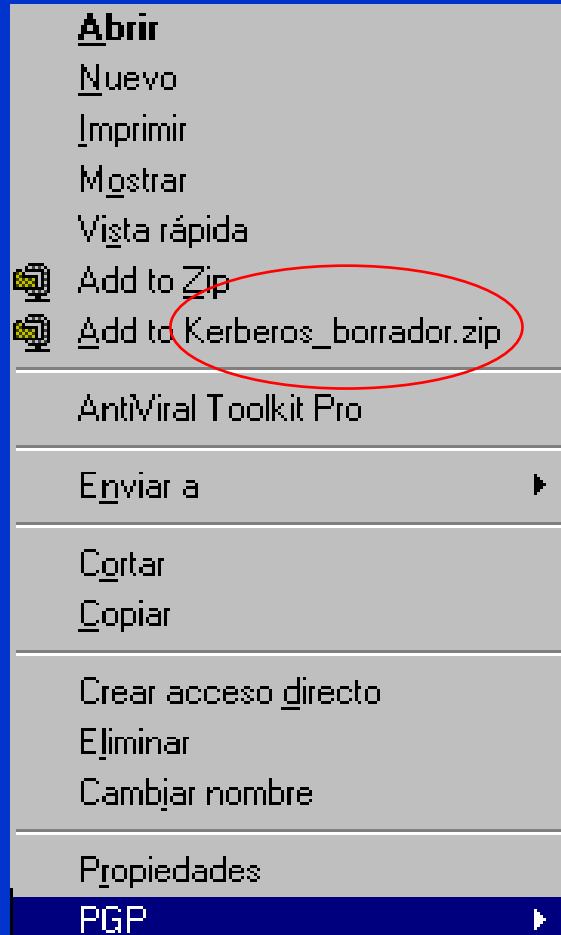 Abrir
Nuevo
Imprimir
Mostrar
Vista rápida
Add to Zip
Add to Kerberos_borrador.zip
AntiViral Toolkit Pro
Enviar a
Cortar
Copiar
Crear acceso directo
Eliminar
Cambiar nombre
Propiedades
PGP